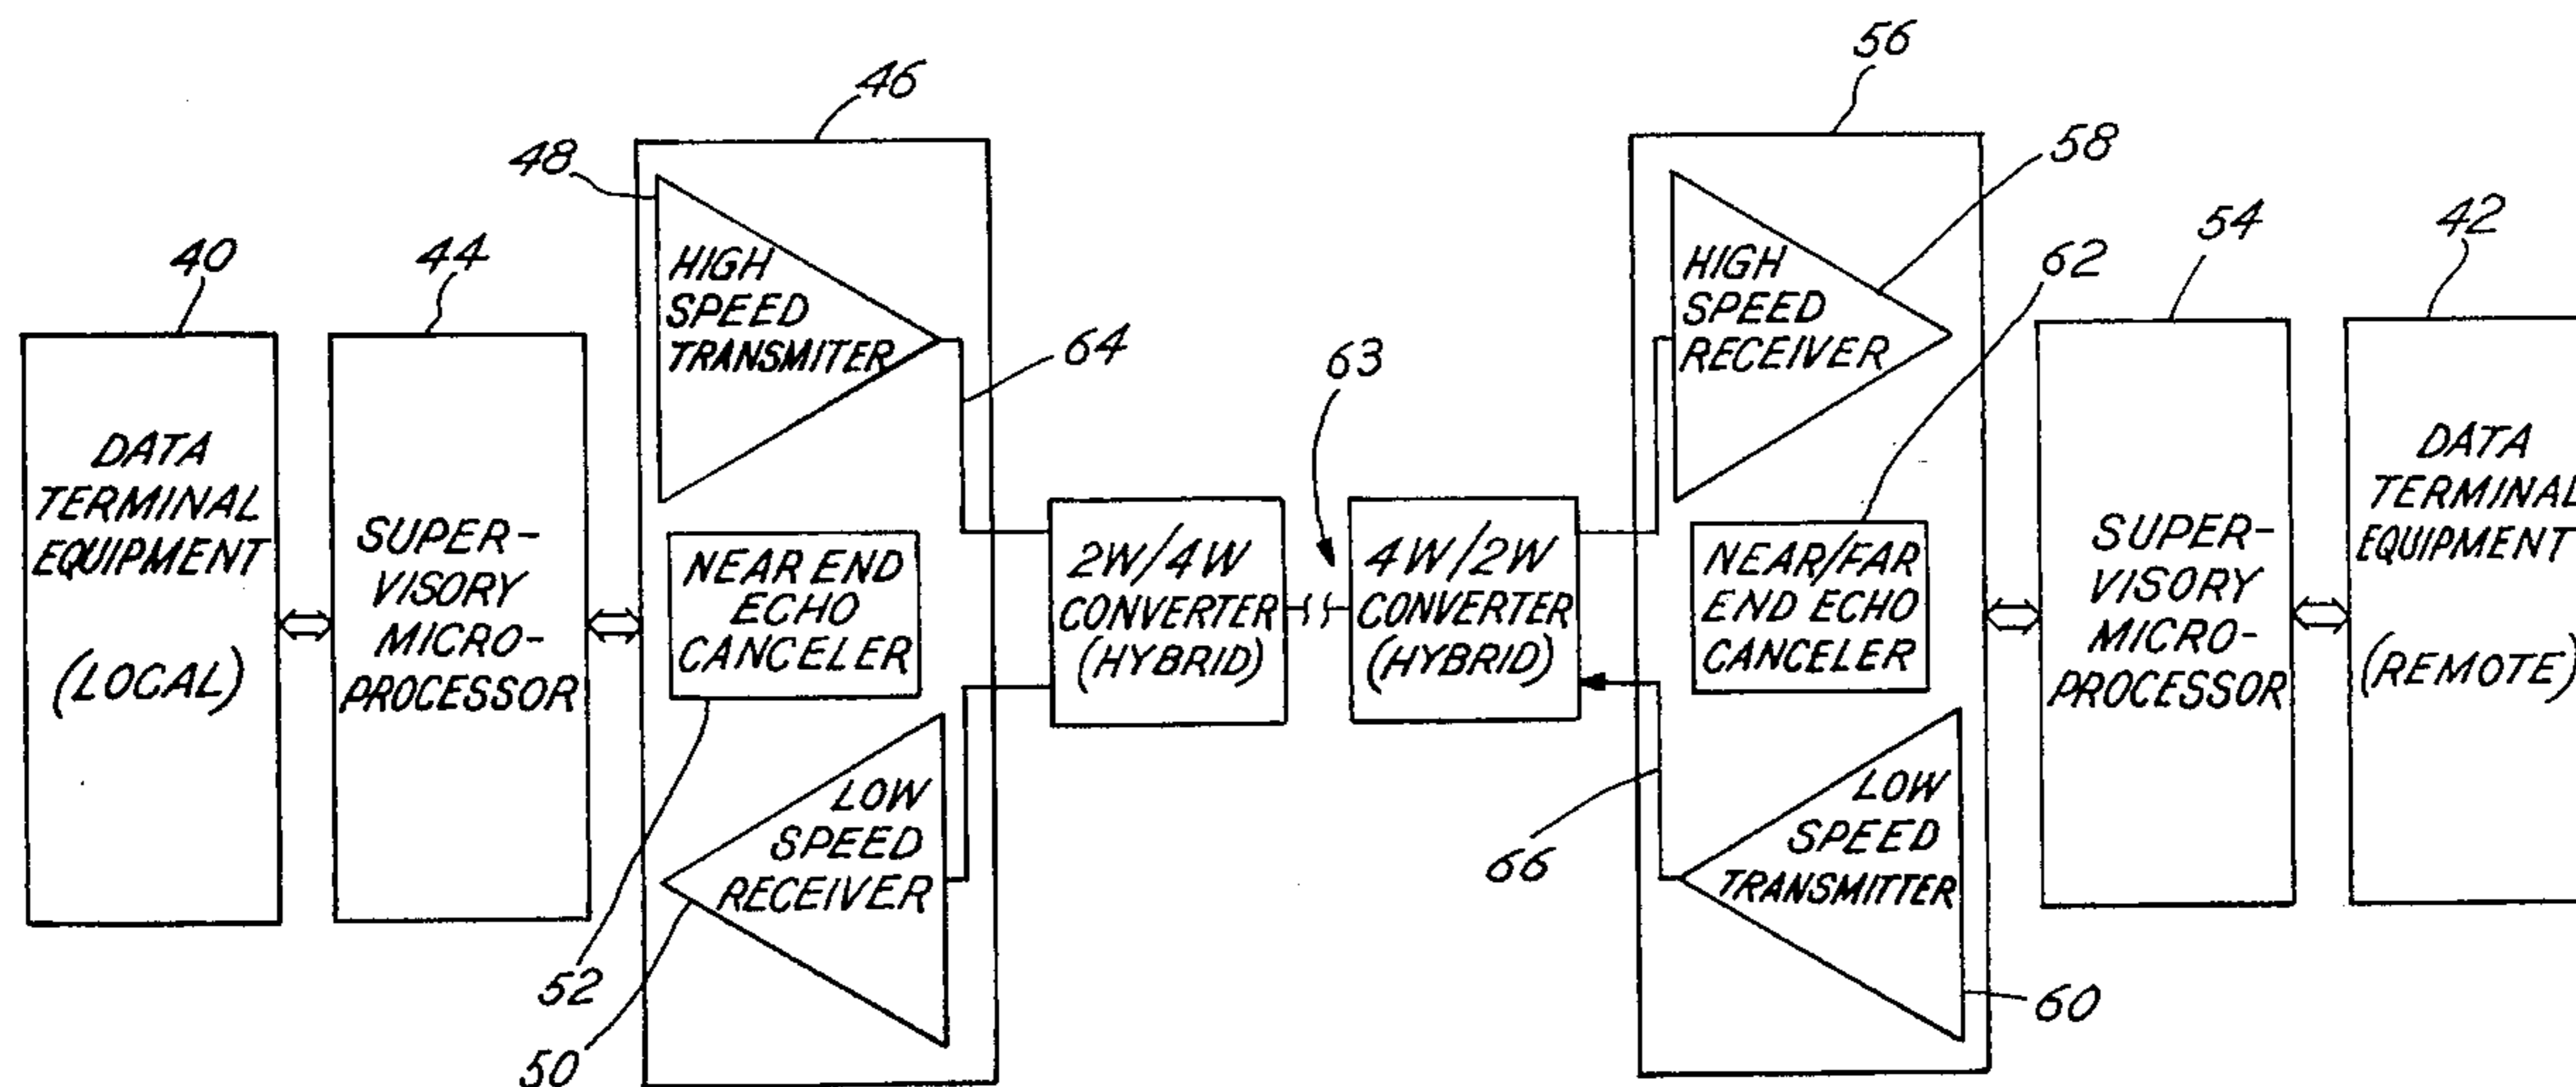 40
DATA
TERMINAL
EQUIPMENT
(LOCAL)
44
SUPER-
VISORY
MICRO-
PROCESSOR
46
48
HIGH
SPEED
TRANSMITER
64
NEAR END
ECHO
CANCELER
52
LOW
SPEED
RECEIVER
50
2W/4W
CONVERTER
(HYBRID)
63
4W/2W
CONVERTER
(HYBRID)
56
58
HIGH
SPEED
RECEIVER
62
NEAR/FAR
END ECHO
CANCELER
66
LOW
SPEED
TRANSMITTER
60
54
SUPER-
VISORY
MICRO-
PROCESSOR
42
DATA
TERMINAL
EQUIPMENT
(REMOTE)